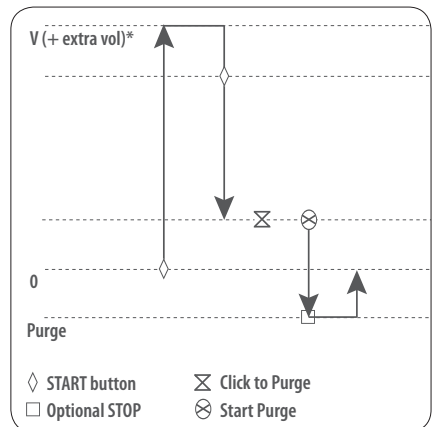 V (+ extra vol)*
0
Purge
START button
Click to Purge
Optional STOP
Start Purge